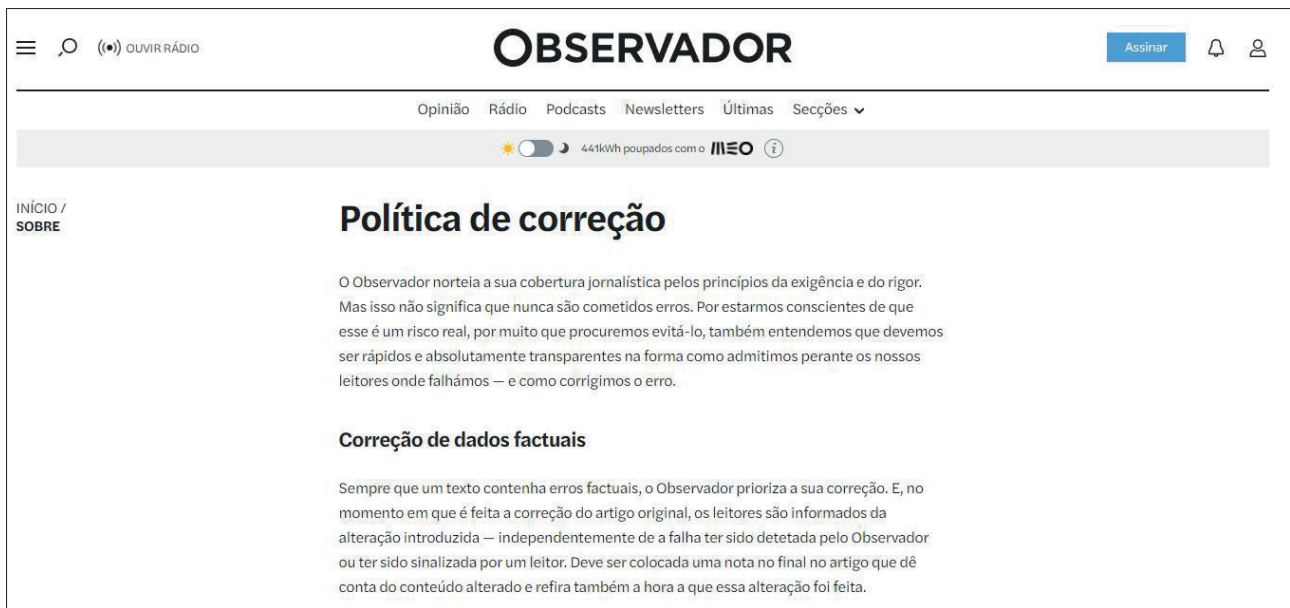 OUVIR RÁDIO
OBSERVADOR
Assinar
Opinião Rádio Podcasts Newsletters Últimas Secções
441kWh poupados com o MEO i
INÍCIO /
SOBRE
Política de correção
O Observador norteia a sua cobertura jornalística pelos princípios da exigência e do rigor.
Mas isso não significa que nunca são cometidos erros. Por estarmos conscientes de que
esse é um risco real, por muito que procuremos evitá-lo, também entendemos que devemos
ser rápidos e absolutamente transparentes na forma como admitimos perante os nossos
leitores onde falhámos — e como corrigimos o erro.
Correção de dados factuais
Sempre que um texto contenha erros factuais, o Observador prioriza a sua correção. E, no
momento em que é feita a correção do artigo original, os leitores são informados da
alteração introduzida — independentemente de a falha ter sido detetada pelo Observador
ou ter sido sinalizada por um leitor. Deve ser colocada uma nota no final no artigo que dê
conta do conteúdo alterado e refira também a hora a que essa alteração foi feita.